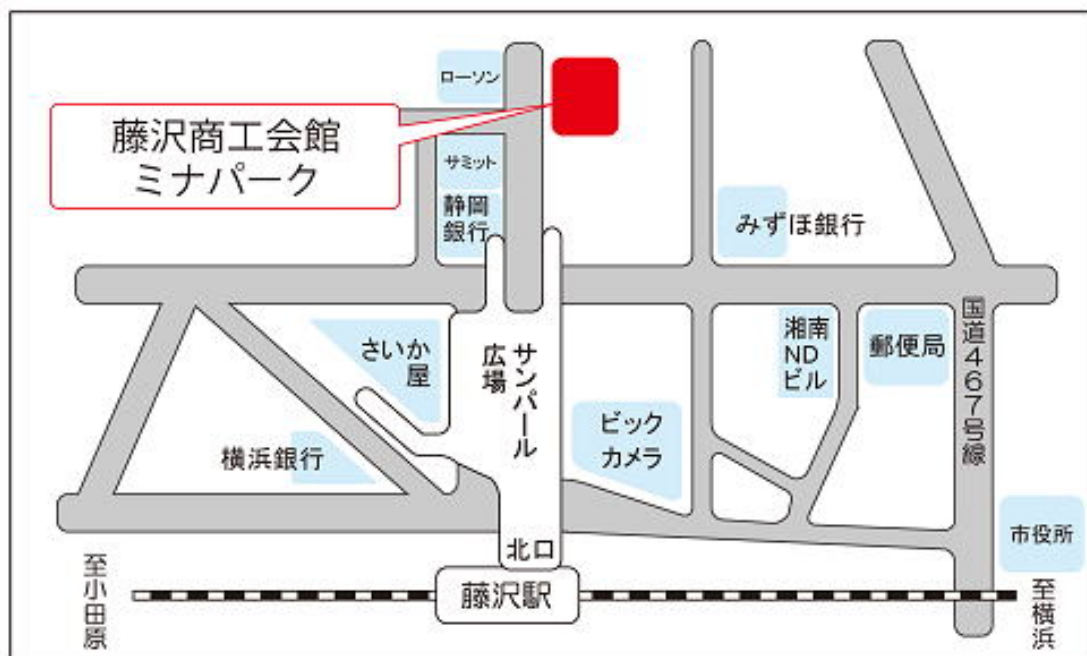 ローソン
藤沢商工会館
ミナパーク
サミット
静岡
銀行
みずほ銀行
さいか
屋
サンパール
広場
湘南
ND
ビル
郵便局
国道467号線
ビック
カメラ
横浜銀行
市役所
北口
藤沢駅
至小田原
至横浜